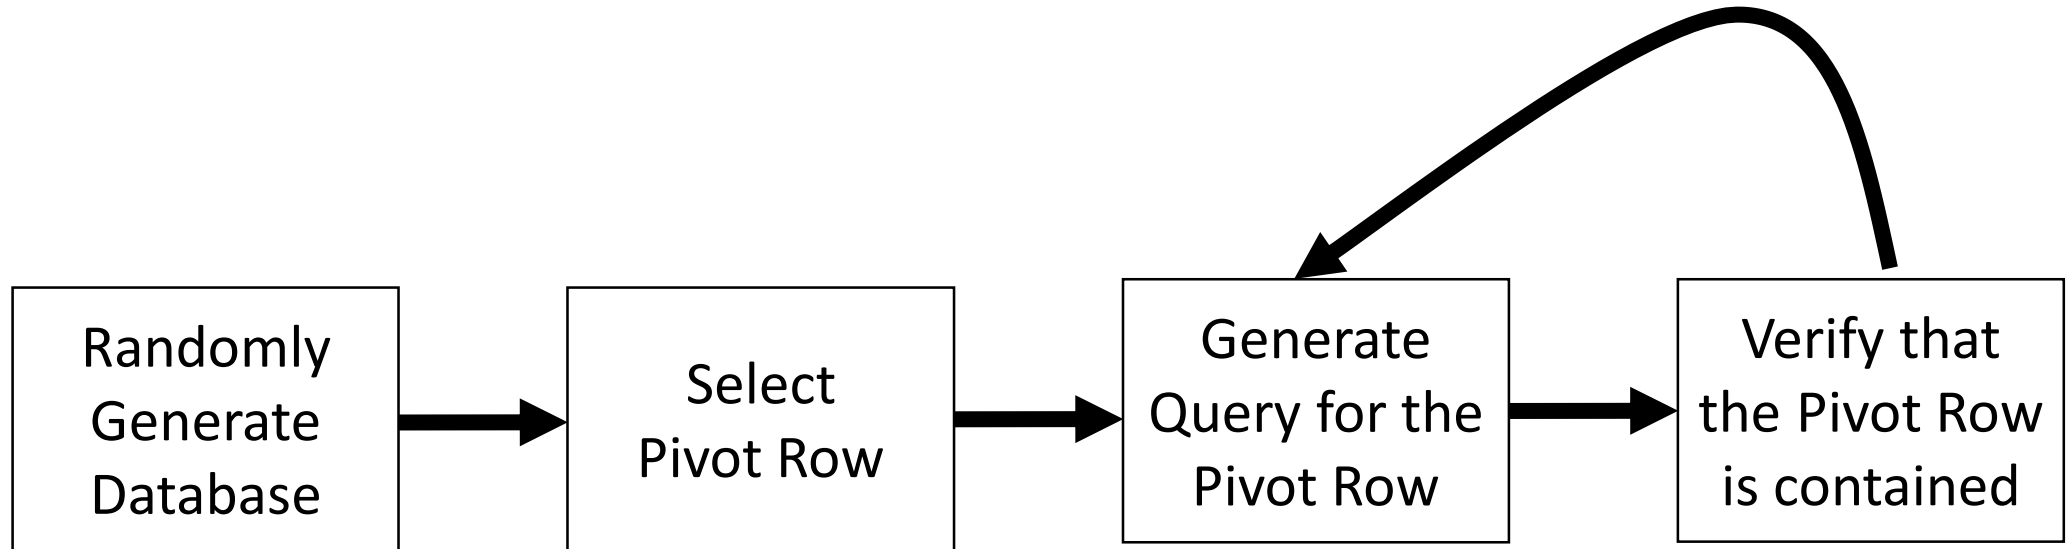 Randomly
Generate
Database
Select
Pivot Row
Generate
Query for the
Pivot Row
Verify that
the Pivot Row
is contained